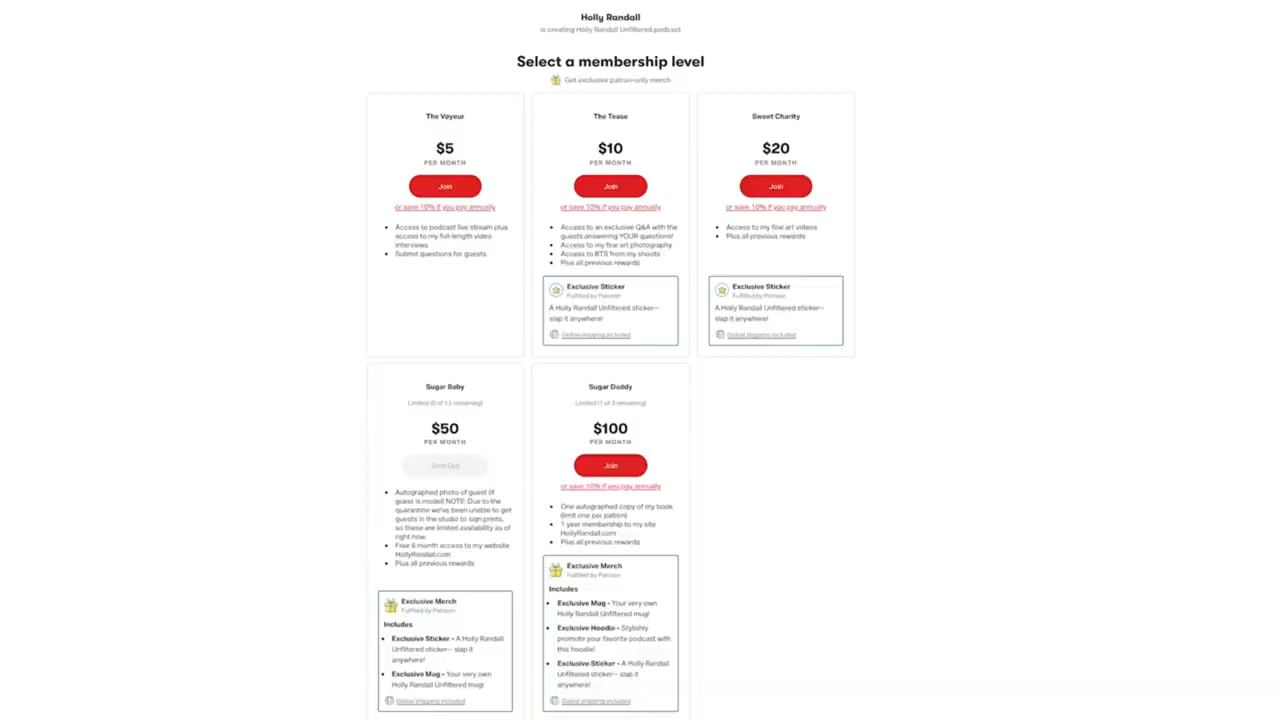 Holly Randall
is creating Holly Randall Unfiltered podcast
Select a membership level
Get exclusive patron-only merch
The Voyeur
$5
PER MONTH
Join
or save 10% if you pay annually
Access to podcast live stream plus
access to my full-length video
interviews
Submit questions for guests
The Tease
$10
PER MONTH
Join
or save 10% if you pay annually
Access to an exclusive Q&A with the
guests answering YOUR questions!
Access to my fine art photography
Access to BTS from my shoots
Plus all previous rewards
Exclusive Sticker
Fulfilled by Patreon
A Holly Randall Unfiltered sticker--
slap it anywhere!
Global shipping included
Sweet Charity
$20
PER MONTH
Join
or save 10% if you pay annually
Access to my fine art videos
Plus all previous rewards
Exclusive Sticker
Fulfilled by Patreon
A Holly Randall Unfiltered sticker--
slap it anywhere!
Global shipping included
Sugar Baby
Limited (0 of 13 remaining)
$50
PER MONTH
Sold Out
Autographed photo of guest (if
guest is model) NOTE: Due to the
quarantine we've been unable to get
guests in the studio to sign prints,
so these are limited availability as of
right now.
Free 6 month access to my website
HollyRandall.com
Plus all previous rewards
Exclusive Merch
Fulfilled by Patreon
Includes
Exclusive Sticker - A Holly Randall
Unfiltered sticker-- slap it
anywhere!
Exclusive Mug - Your very own
Holly Randall Unfiltered mug!
Global shipping included
Sugar Daddy
Limited (1 of 3 remaining)
$100
PER MONTH
Join
or save 10% if you pay annually
One autographed copy of my book
(limit one per patron)
1 year membership to my site
HollyRandall.com
Plus all previous rewards
Exclusive Merch
Fulfilled by Patreon
Includes
Exclusive Mug - Your very own
Holly Randall Unfiltered mug!
Exclusive Hoodie - Stylishly
promote your favorite podcast with
this hoodie!
Exclusive Sticker - A Holly Randall
Unfiltered sticker-- slap it
anywhere!
Global shipping included